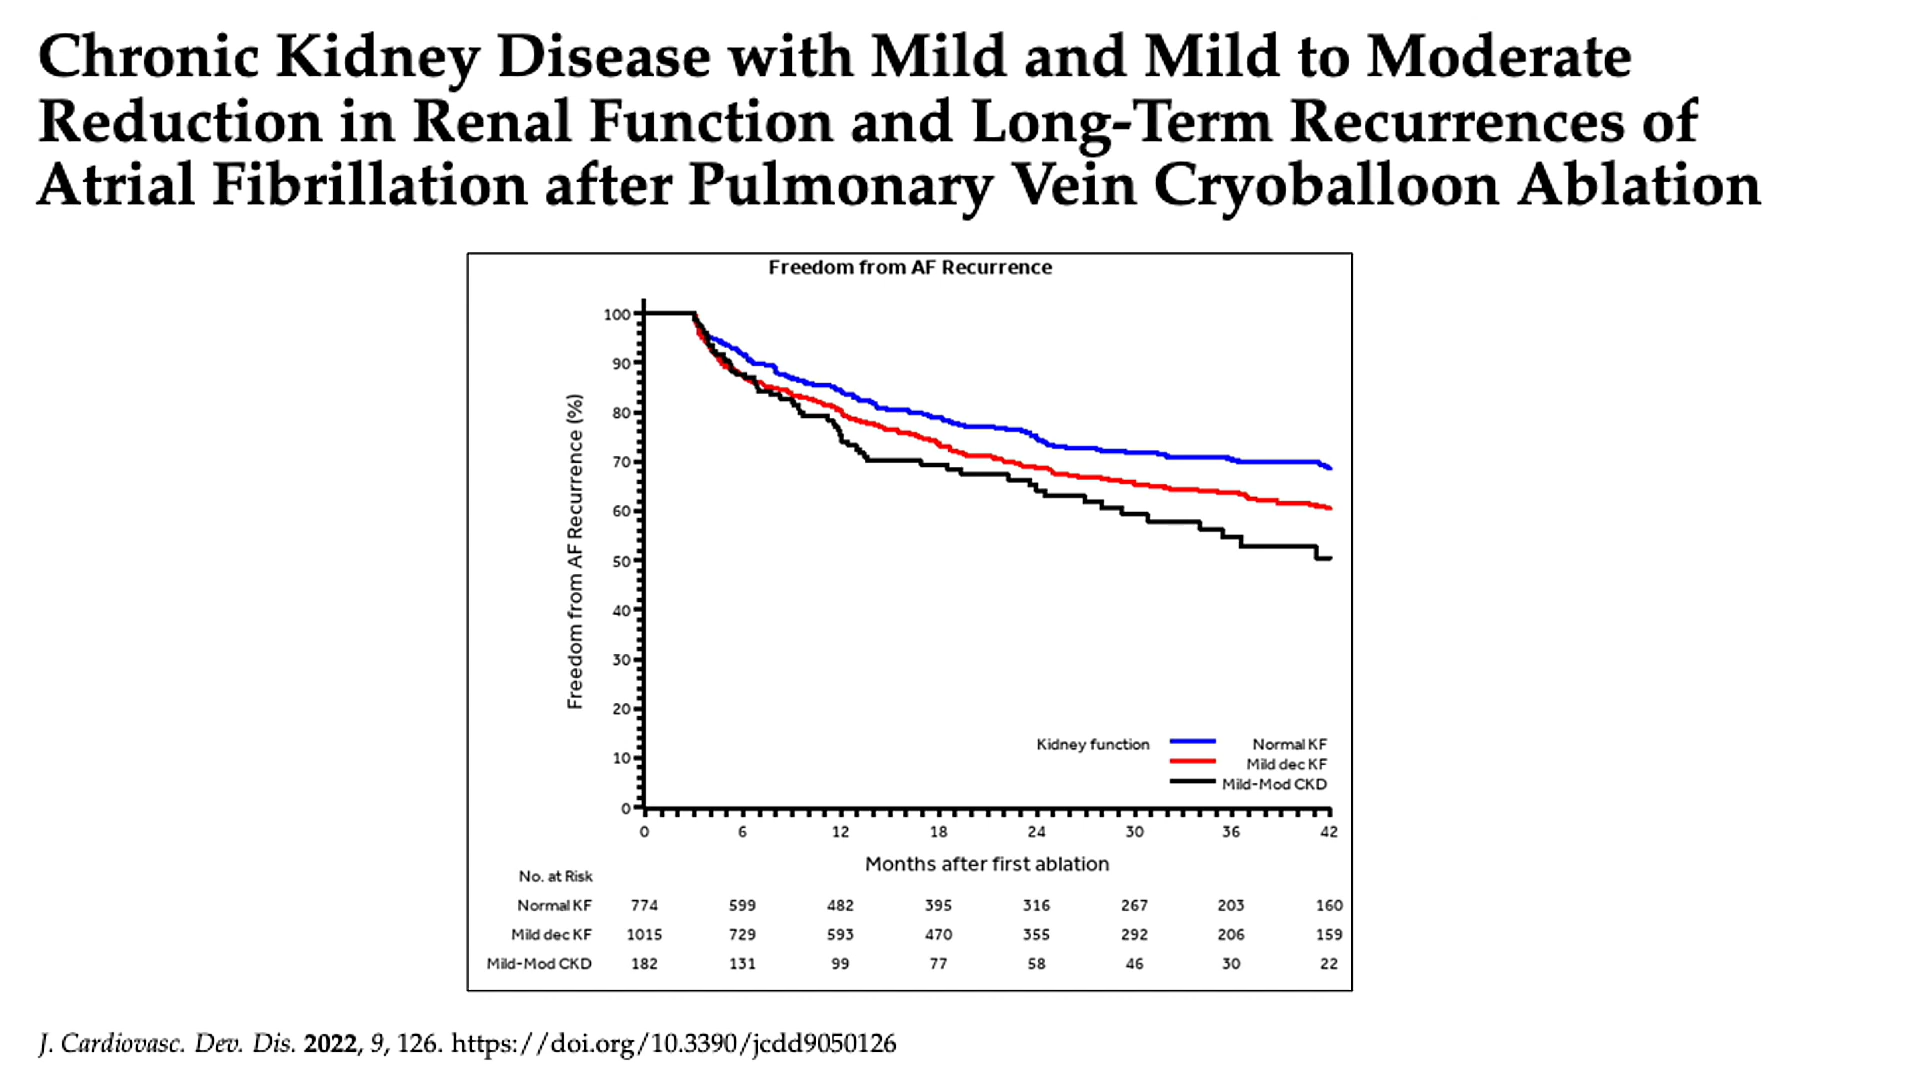 Chronic Kidney Disease with Mild and Mild to Moderate
Reduction in Renal Function and Long-Term Recurrences of
Atrial Fibrillation after Pulmonary Vein Cryoballoon Ablation
Freedom from AF Recurrence
Freedom from AF Recurrence (%)
100
90
80
70
60
50
40
30
20
10
0
Kidney function
Normal KF
Mild dec KF
Mild-Mod CKD
0 6 12 18 24 30 36 42
Months after first ablation
No. at Risk
Normal KF 774 599 482 395 316 267 203 160
Mild dec KF 1015 729 593 470 355 292 206 159
Mild-Mod CKD 182 131 99 77 58 46 30 22
J. Cardiovasc. Dev. Dis. 2022, 9, 126. https://doi.org/10.3390/jcdd9050126